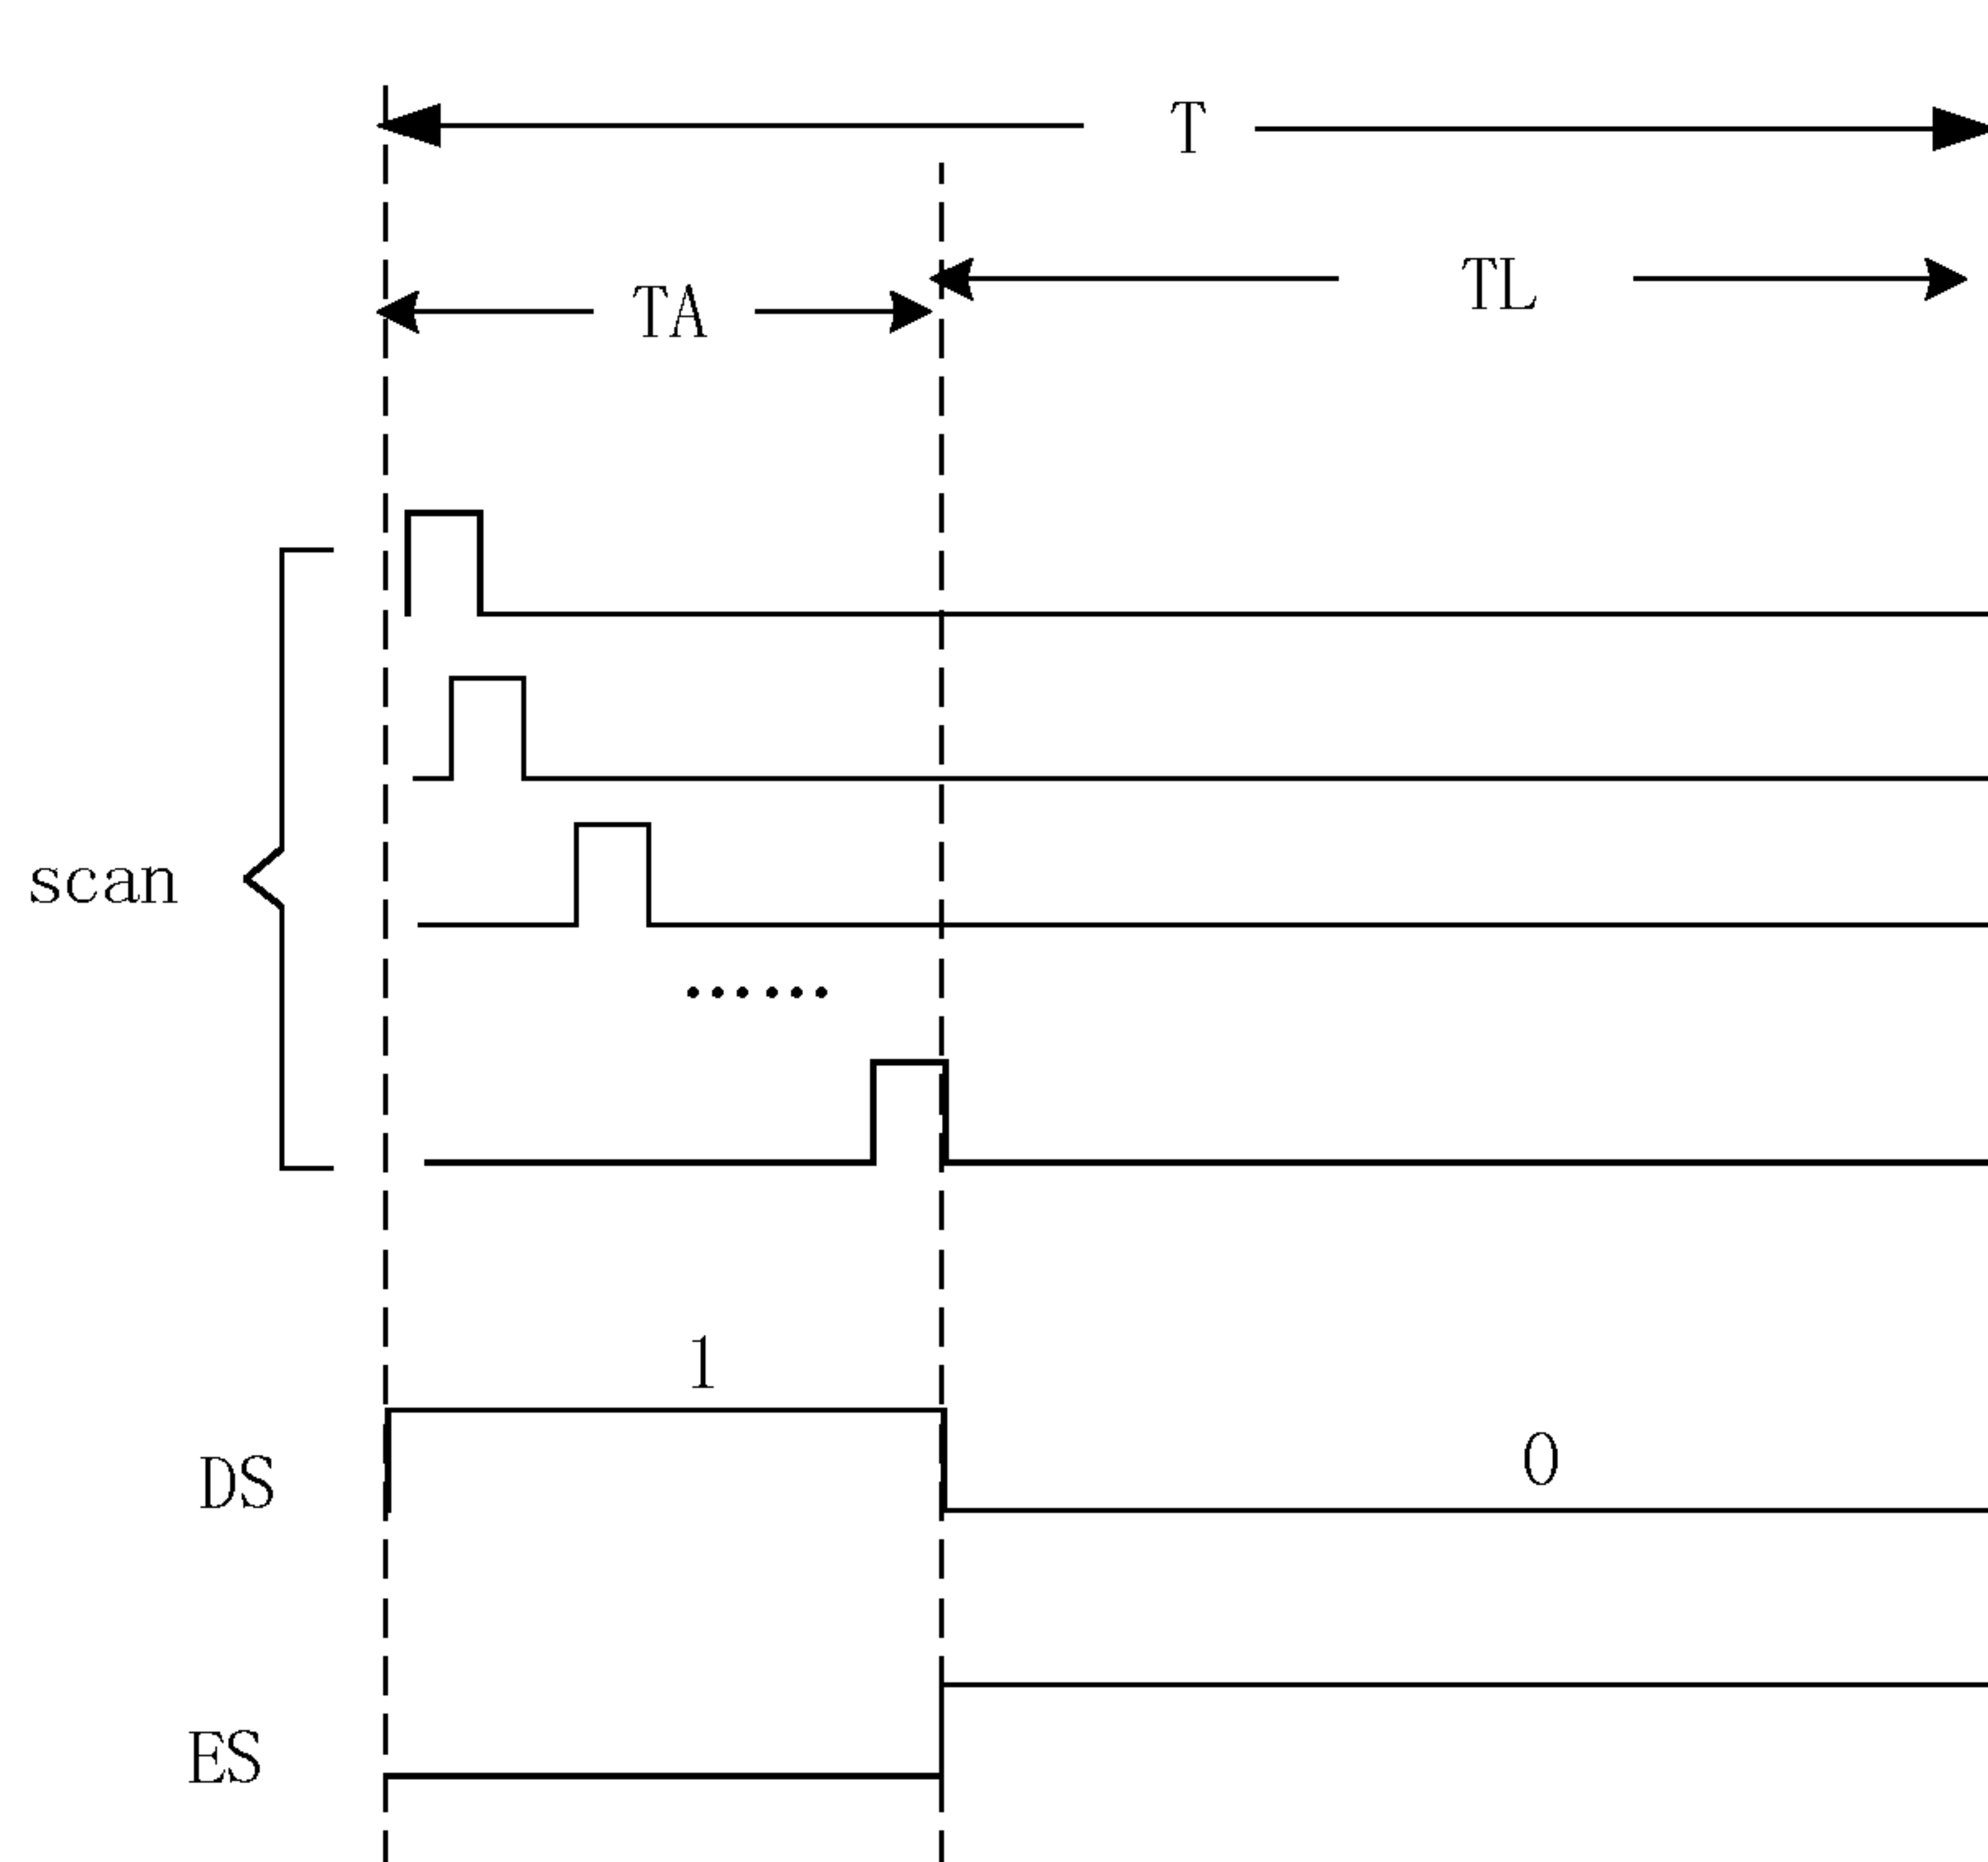 T
TA
TL
scan
......
1
DS
0
ES